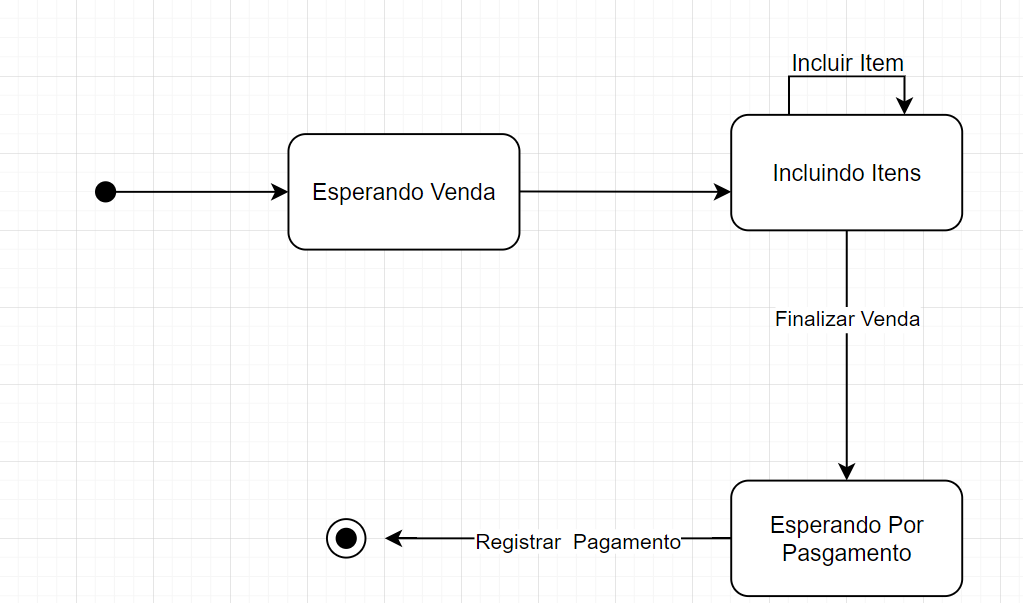 Incluir Item
Esperando Venda
Incluindo Itens
Finalizar Venda
Esperando Por
Pasgamento
Registrar  Pagamento